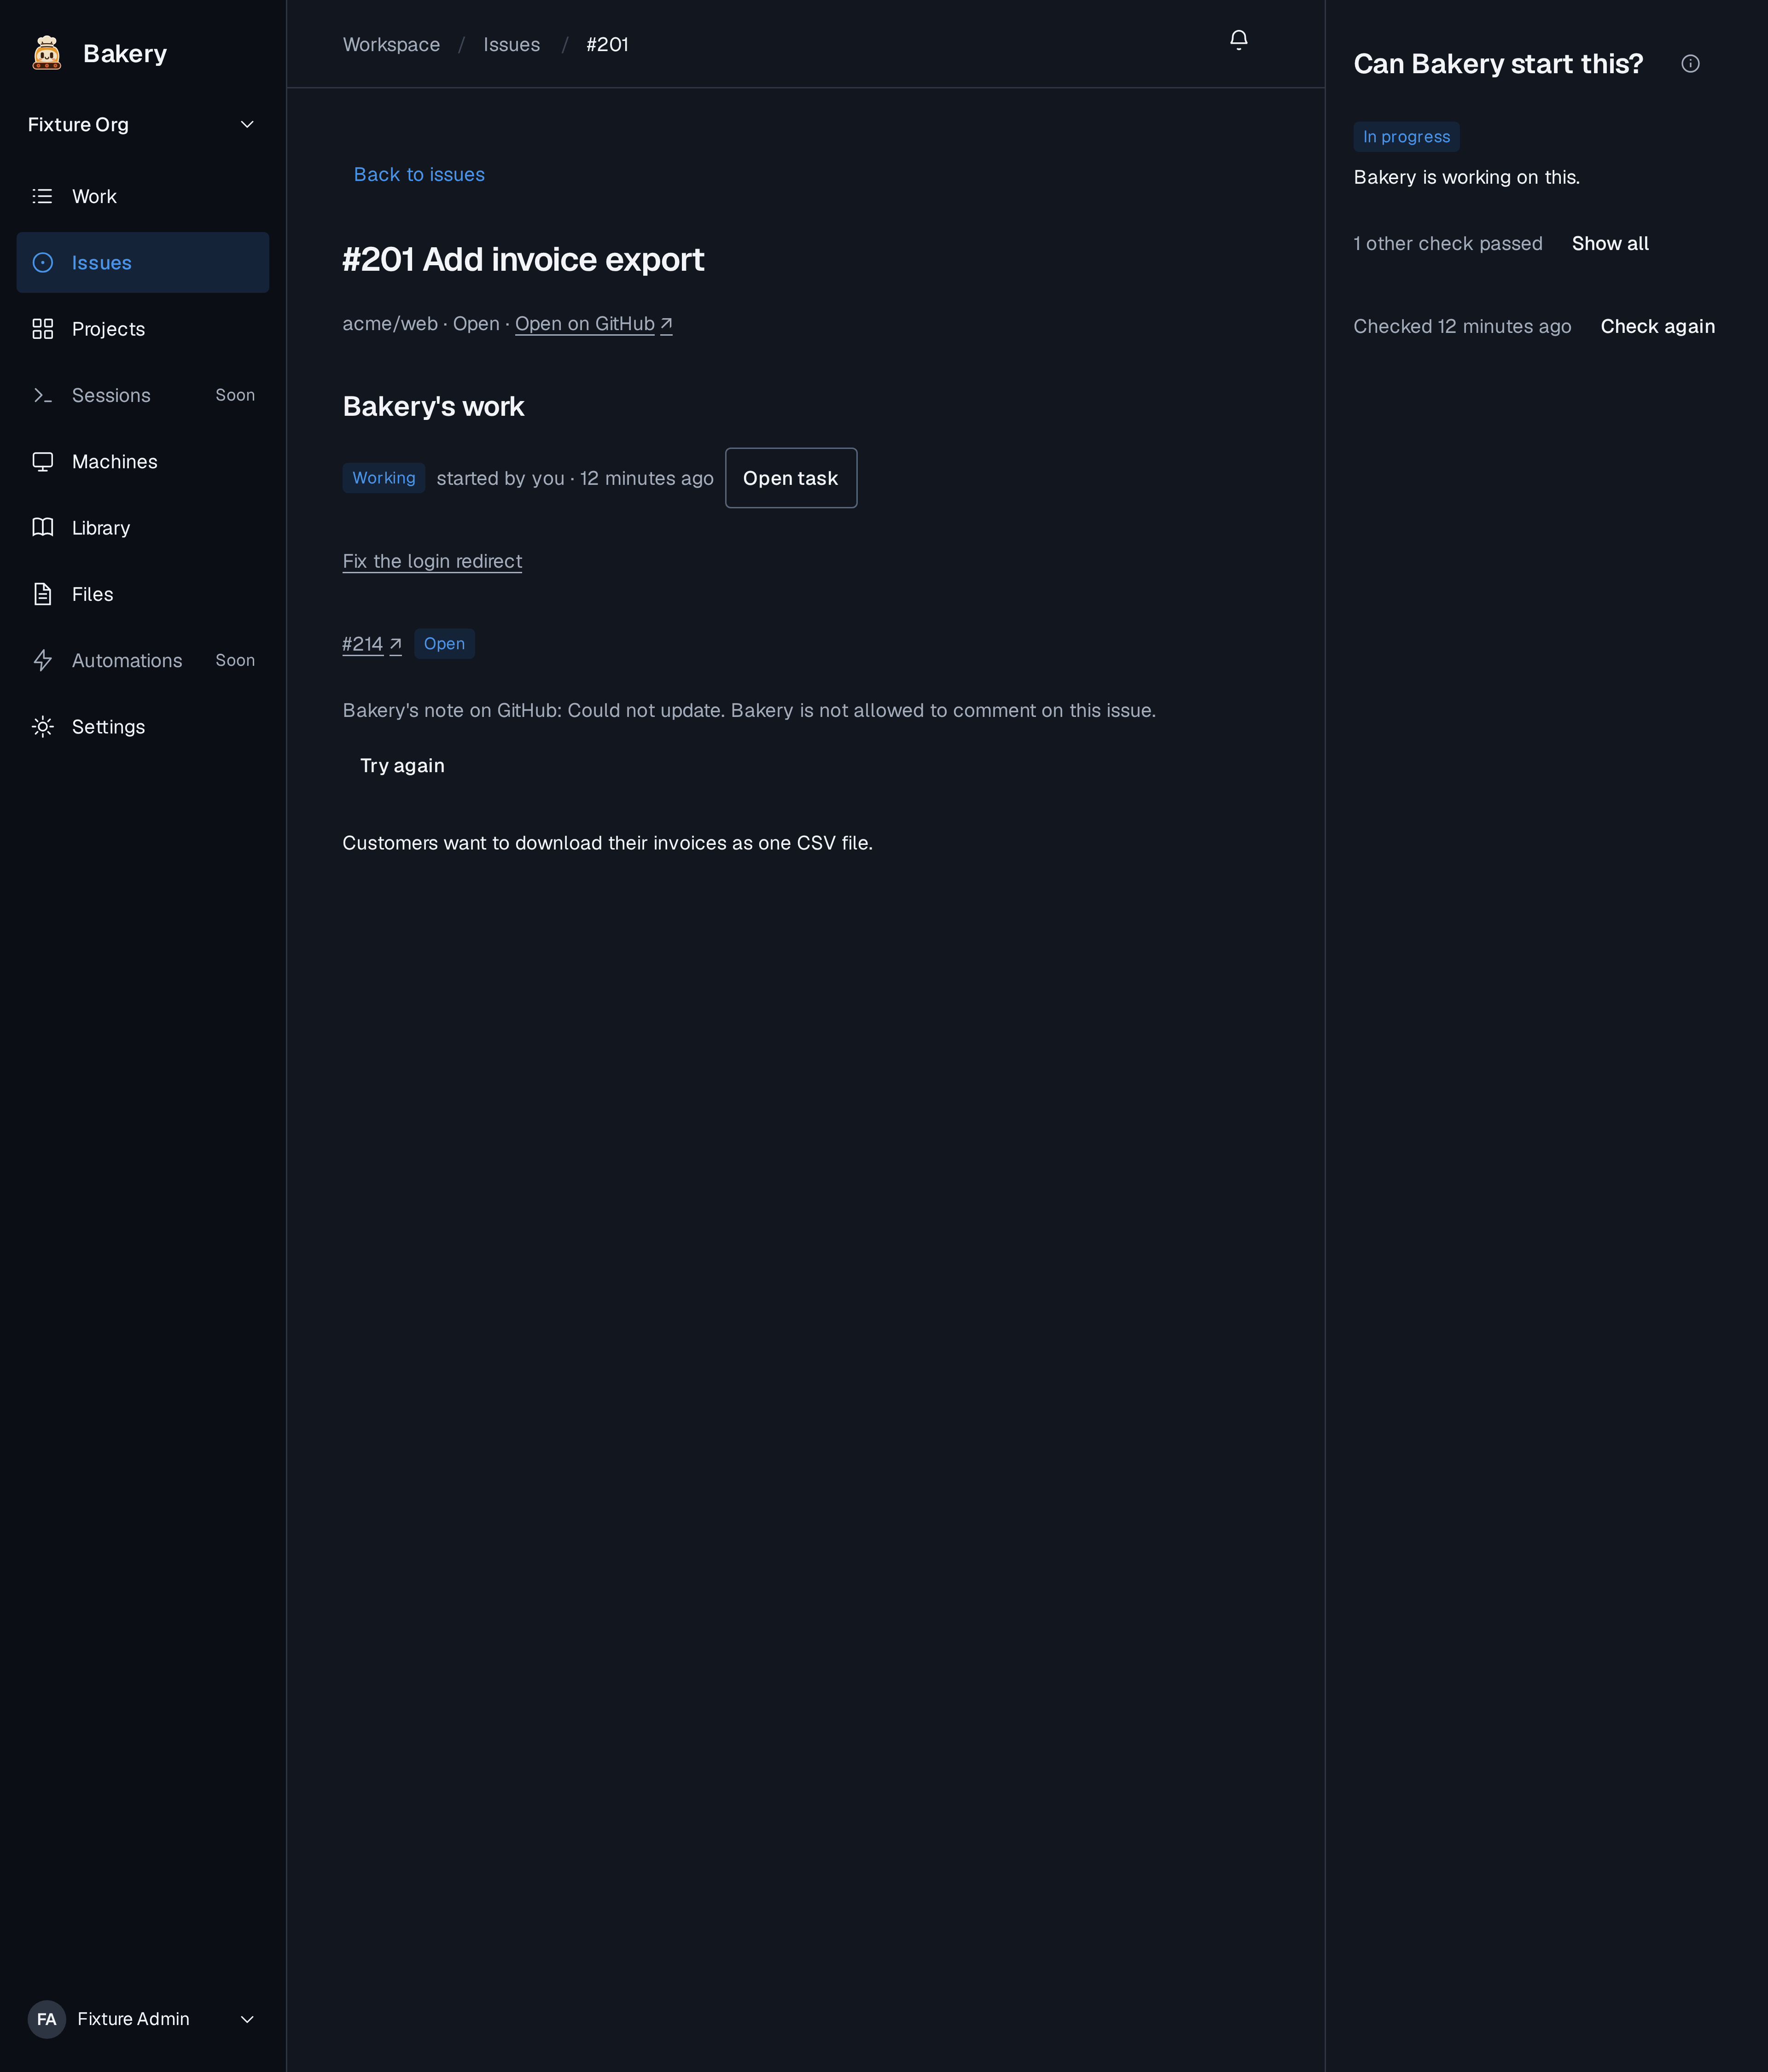 Bakery
Fixture Org
Work
Issues
Projects
Sessions Soon
Machines
Library
Files
Automations Soon
Settings
FA Fixture Admin
Workspace / Issues / #201
Back to issues
#201 Add invoice export
acme/web · Open · Open on GitHub ↗
Bakery's work
Working started by you · 12 minutes ago Open task
Fix the login redirect
#214 ↗ Open
Bakery's note on GitHub: Could not update. Bakery is not allowed to comment on this issue.
Try again
Customers want to download their invoices as one CSV file.
Can Bakery start this?
In progress
Bakery is working on this.
1 other check passed Show all
Checked 12 minutes ago Check again